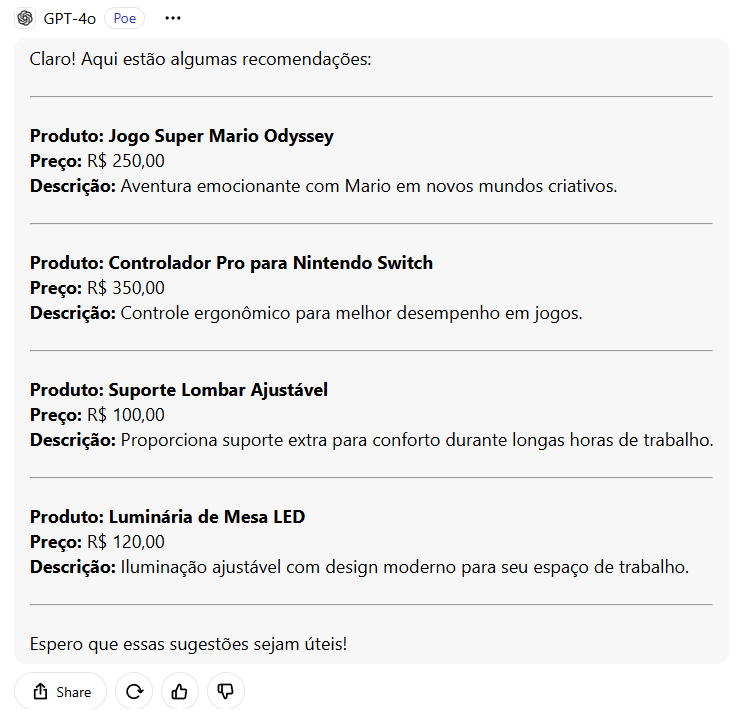 GPT-4o Poe
Claro! Aqui estão algumas recomendações:
Produto: Jogo Super Mario Odyssey
Preço: R$ 250,00
Descrição: Aventura emocionante com Mario em novos mundos criativos.
Produto: Controlador Pro para Nintendo Switch
Preço: R$ 350,00
Descrição: Controle ergonômico para melhor desempenho em jogos.
Produto: Suporte Lombar Ajustável
Preço: R$ 100,00
Descrição: Proporciona suporte extra para conforto durante longas horas de trabalho.
Produto: Luminária de Mesa LED
Preço: R$ 120,00
Descrição: Iluminação ajustável com design moderno para seu espaço de trabalho.
Espero que essas sugestões sejam úteis!
Share